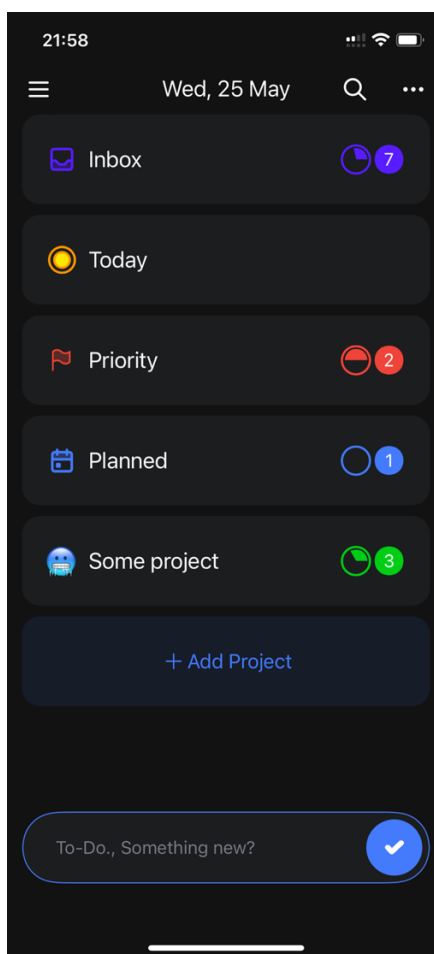 21:58
Wed, 25 May
Inbox
7
Today
Priority
2
Planned
1
Some project
3
+ Add Project
To-Do., Something new?